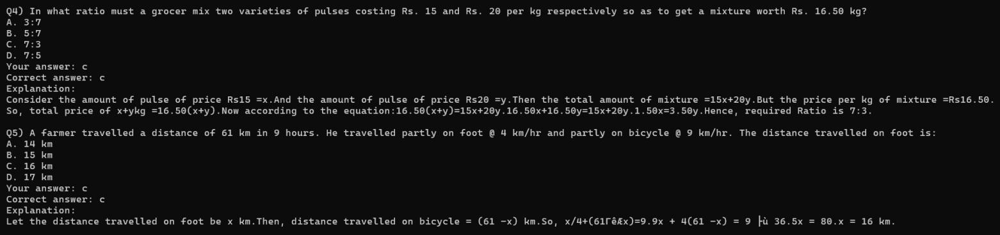 Q4) In what ratio must a grocer mix two varieties of pulses costing Rs. 15 and Rs. 20 per kg respectively so as to get a mixture worth Rs. 16.50 kg?
A. 3:7
B. 5:7
C. 7:3
D. 7:5
Your answer: c
Correct answer: c
Explanation:
Consider the amount of pulse of price Rs15 =x.And the amount of pulse of price Rs20 =y.Then the total amount of mixture =15x+20y.But the price per kg of mixture =Rs16.50.
So, total price of x+ykg =16.50(x+y).Now according to the equation:16.50(x+y)=15x+20y.16.50x+16.50y=15x+20y.1.50x=3.50y.Hence, required Ratio is 7:3.
Q5) A farmer travelled a distance of 61 km in 9 hours. He travelled partly on foot @ 4 km/hr and partly on bicycle @ 9 km/hr. The distance travelled on foot is:
A. 14 km
B. 15 km
C. 16 km
D. 17 km
Your answer: c
Correct answer: c
Explanation:
Let the distance travelled on foot be x km.Then, distance travelled on bicycle = (61 -x) km.So, x/4+(61ΓêÆx)=9.9x + 4(61 -x) = 9 ├ù 36.5x = 80.x = 16 km.